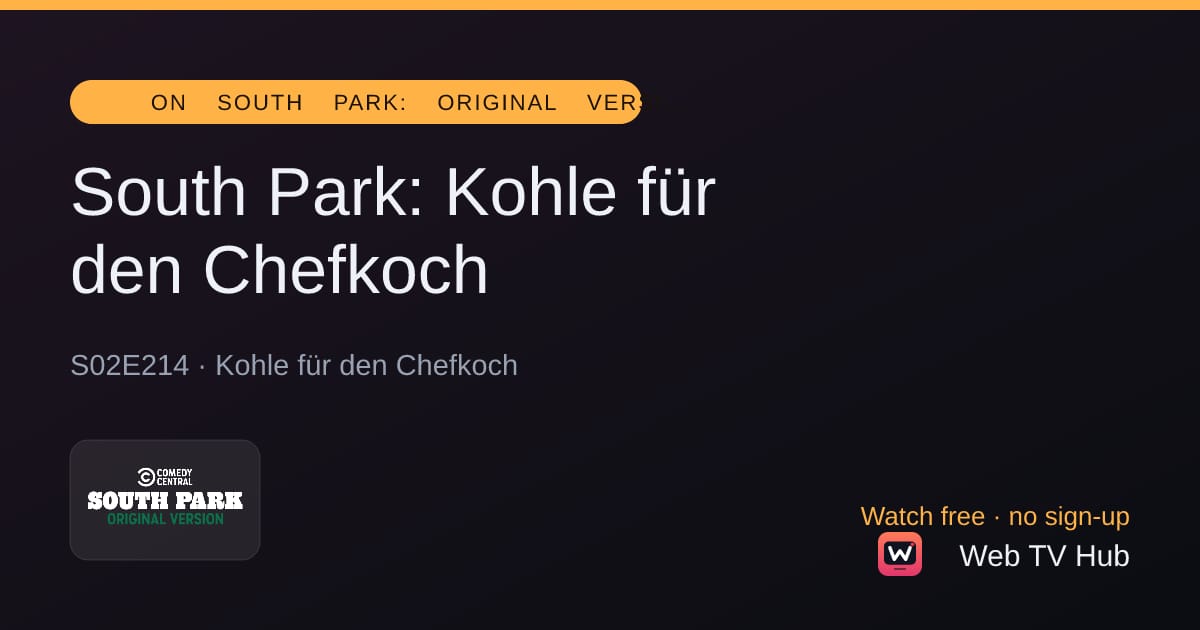 ON SOUTH PARK: ORIGINAL VERS
South Park: Kohle für
den Chefkoch
S02E214 · Kohle für den Chefkoch
COMEDY
CENTRAL
SOUTH PARK
ORIGINAL VERSION
Watch free · no sign-up
Web TV Hub